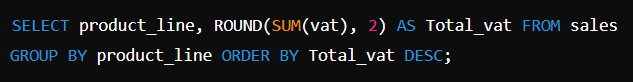 SELECT product_line, ROUND(SUM(vat), 2) AS Total_vat FROM sales
GROUP BY product_line ORDER BY Total_vat DESC;